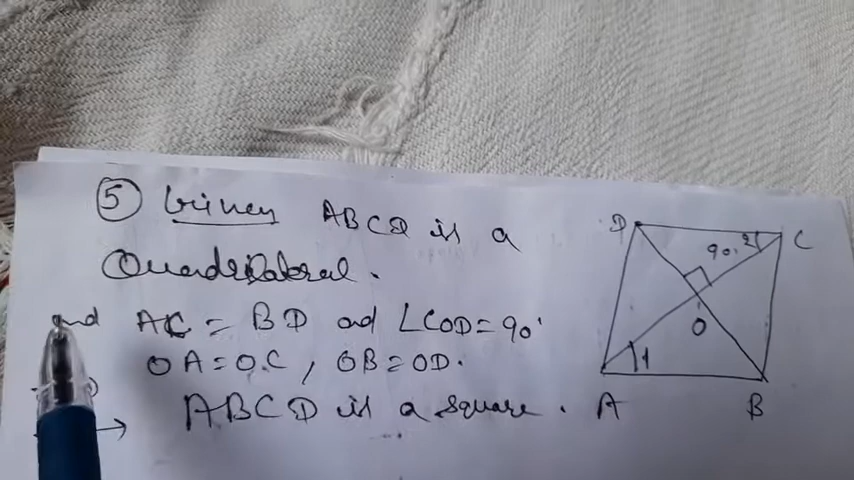 ⑤ Given ABCD is a
Quadrilateral.
and AC = BD and ∠COD = 90°
OA = OC, OB = OD.
→ ABCD is a square.
D
C
90°
2
O
1
A
B